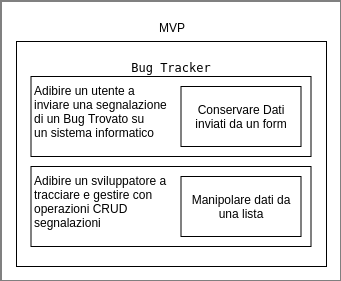 MVP
Bug Tracker
Adibire un utente a
inviare una segnalazione
di un Bug Trovato su
un sistema informatico
Conservare Dati
inviati da un form
Adibire un sviluppatore a
tracciare e gestire con
operazioni CRUD
segnalazioni
Manipolare dati da
una lista